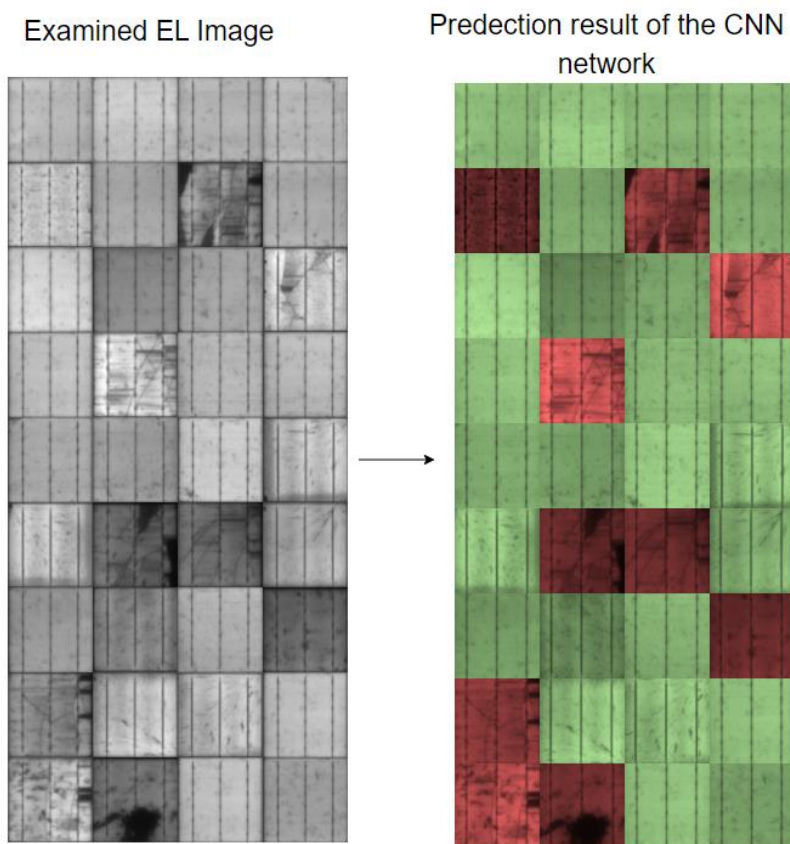 Examined EL Image
Predection result of the CNN
network